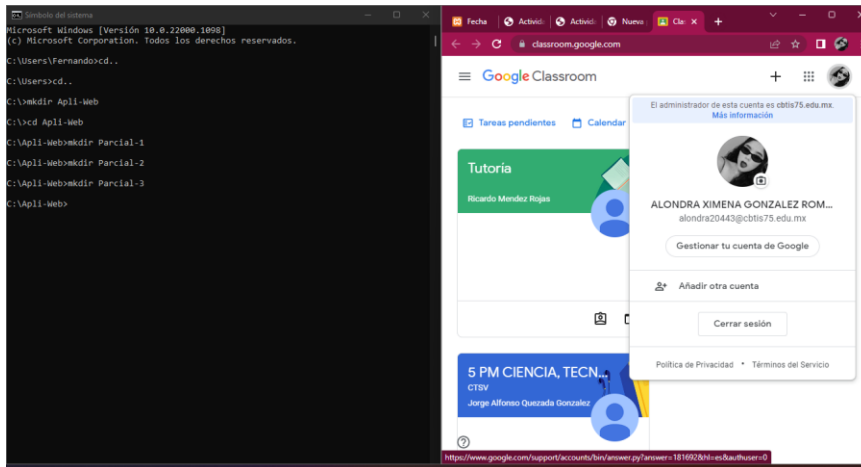 Símbolo del sistema
Microsoft Windows [Versión 10.0.22000.1098]
(c) Microsoft Corporation. Todos los derechos reservados.
C:\Users\Fernando>cd..
C:\Users>cd..
C:\>mkdir Apli-Web
C:\>cd Apli-Web
C:\Apli-Web>mkdir Parcial-1
C:\Apli-Web>mkdir Parcial-2
C:\Apli-Web>mkdir Parcial-3
C:\Apli-Web>
Fecha
Activid
Activid
Nueva
Clas
classroom.google.com
Google Classroom
Tareas pendientes
Calendar
Tutoría
Ricardo Mendez Rojas
5 PM CIENCIA, TECN...
CTSV
Jorge Alfonso Quezada Gonzalez
El administrador de esta cuenta es cbtis75.edu.mx.
Más información
ALONDRA XIMENA GONZALEZ ROM...
alondra20443@cbtis75.edu.mx
Gestionar tu cuenta de Google
Añadir otra cuenta
Cerrar sesión
Política de Privacidad • Términos del Servicio
https://www.google.com/support/accounts/bin/answer.py?answer=181692&hl=es&authuser=0